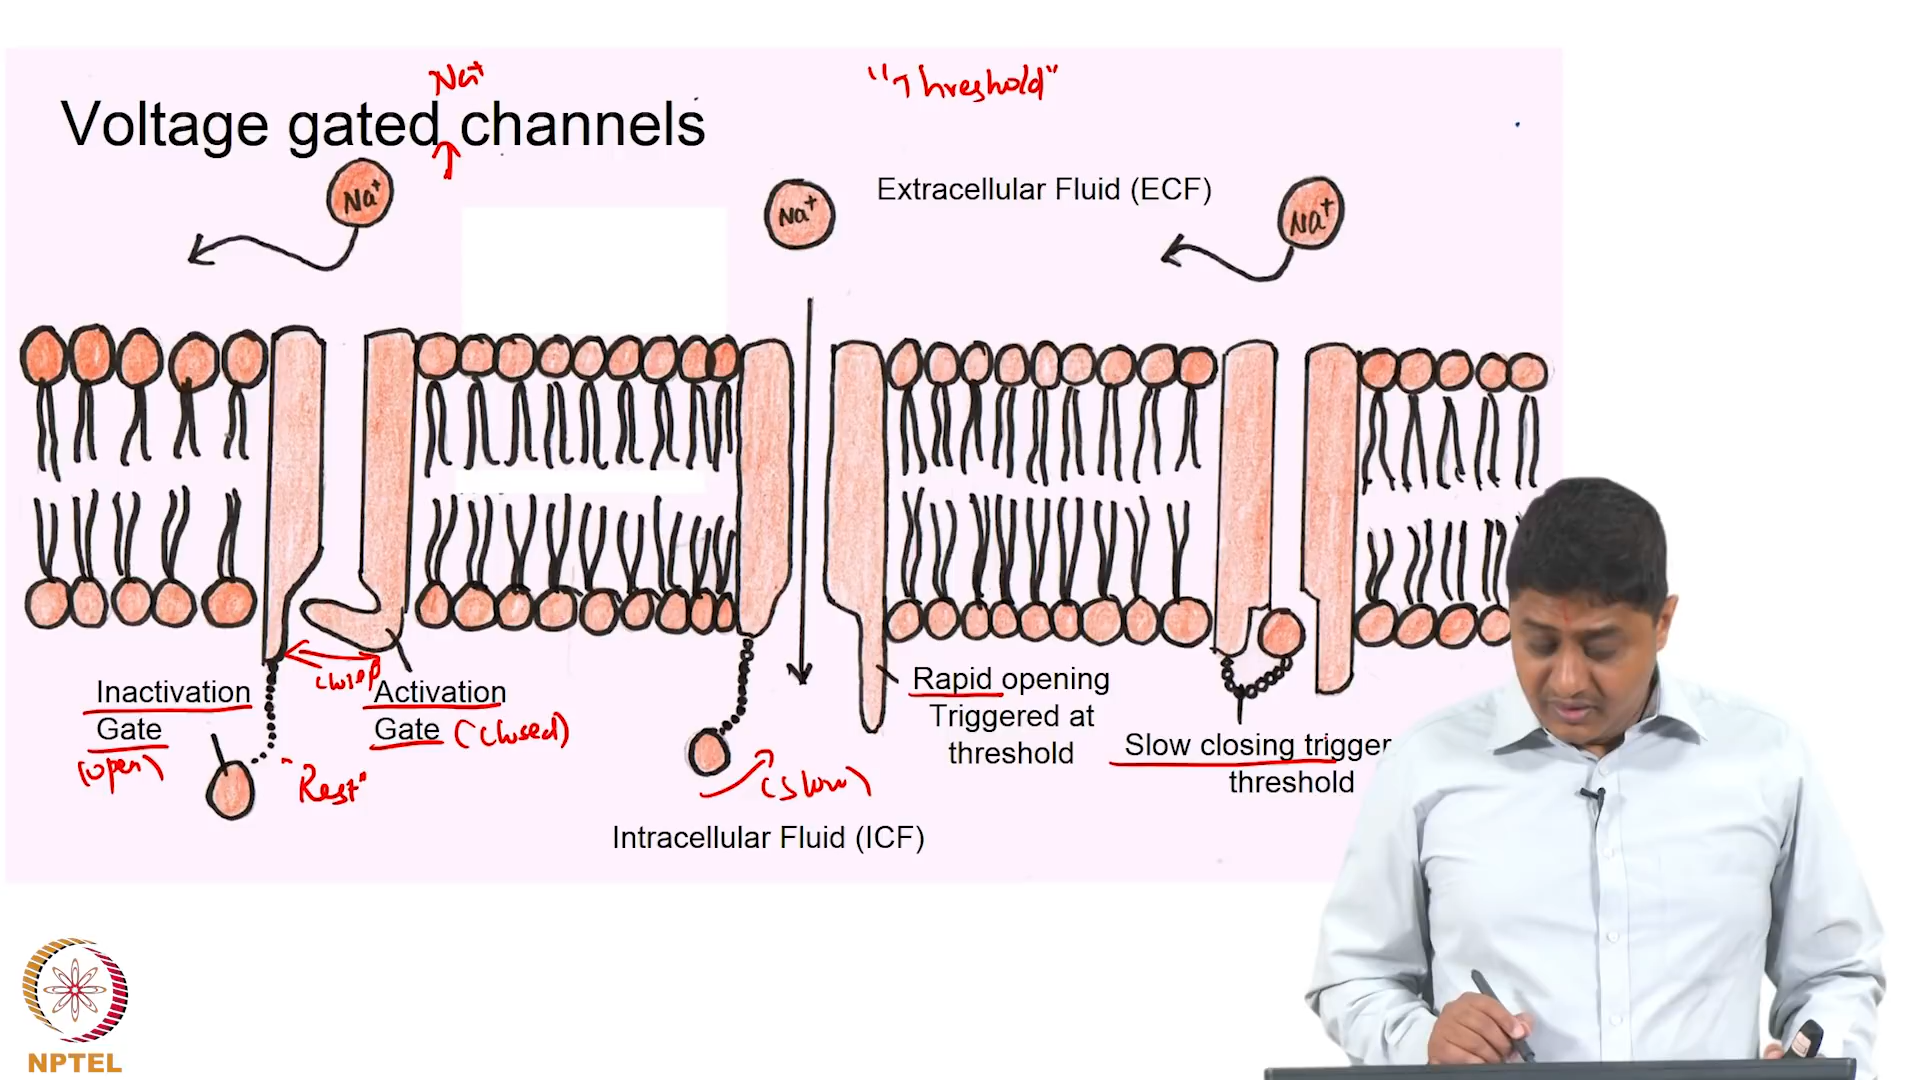 Na+
"Threshold"
Voltage gated channels
Na+
Na+
Extracellular Fluid (ECF)
Na+
Inactivation
Gate
(open)
Activation
Gate (closed)
"Rest"
(slow)
Rapid opening
Triggered at
threshold
Slow closing trigger
threshold
Intracellular Fluid (ICF)
NPTEL